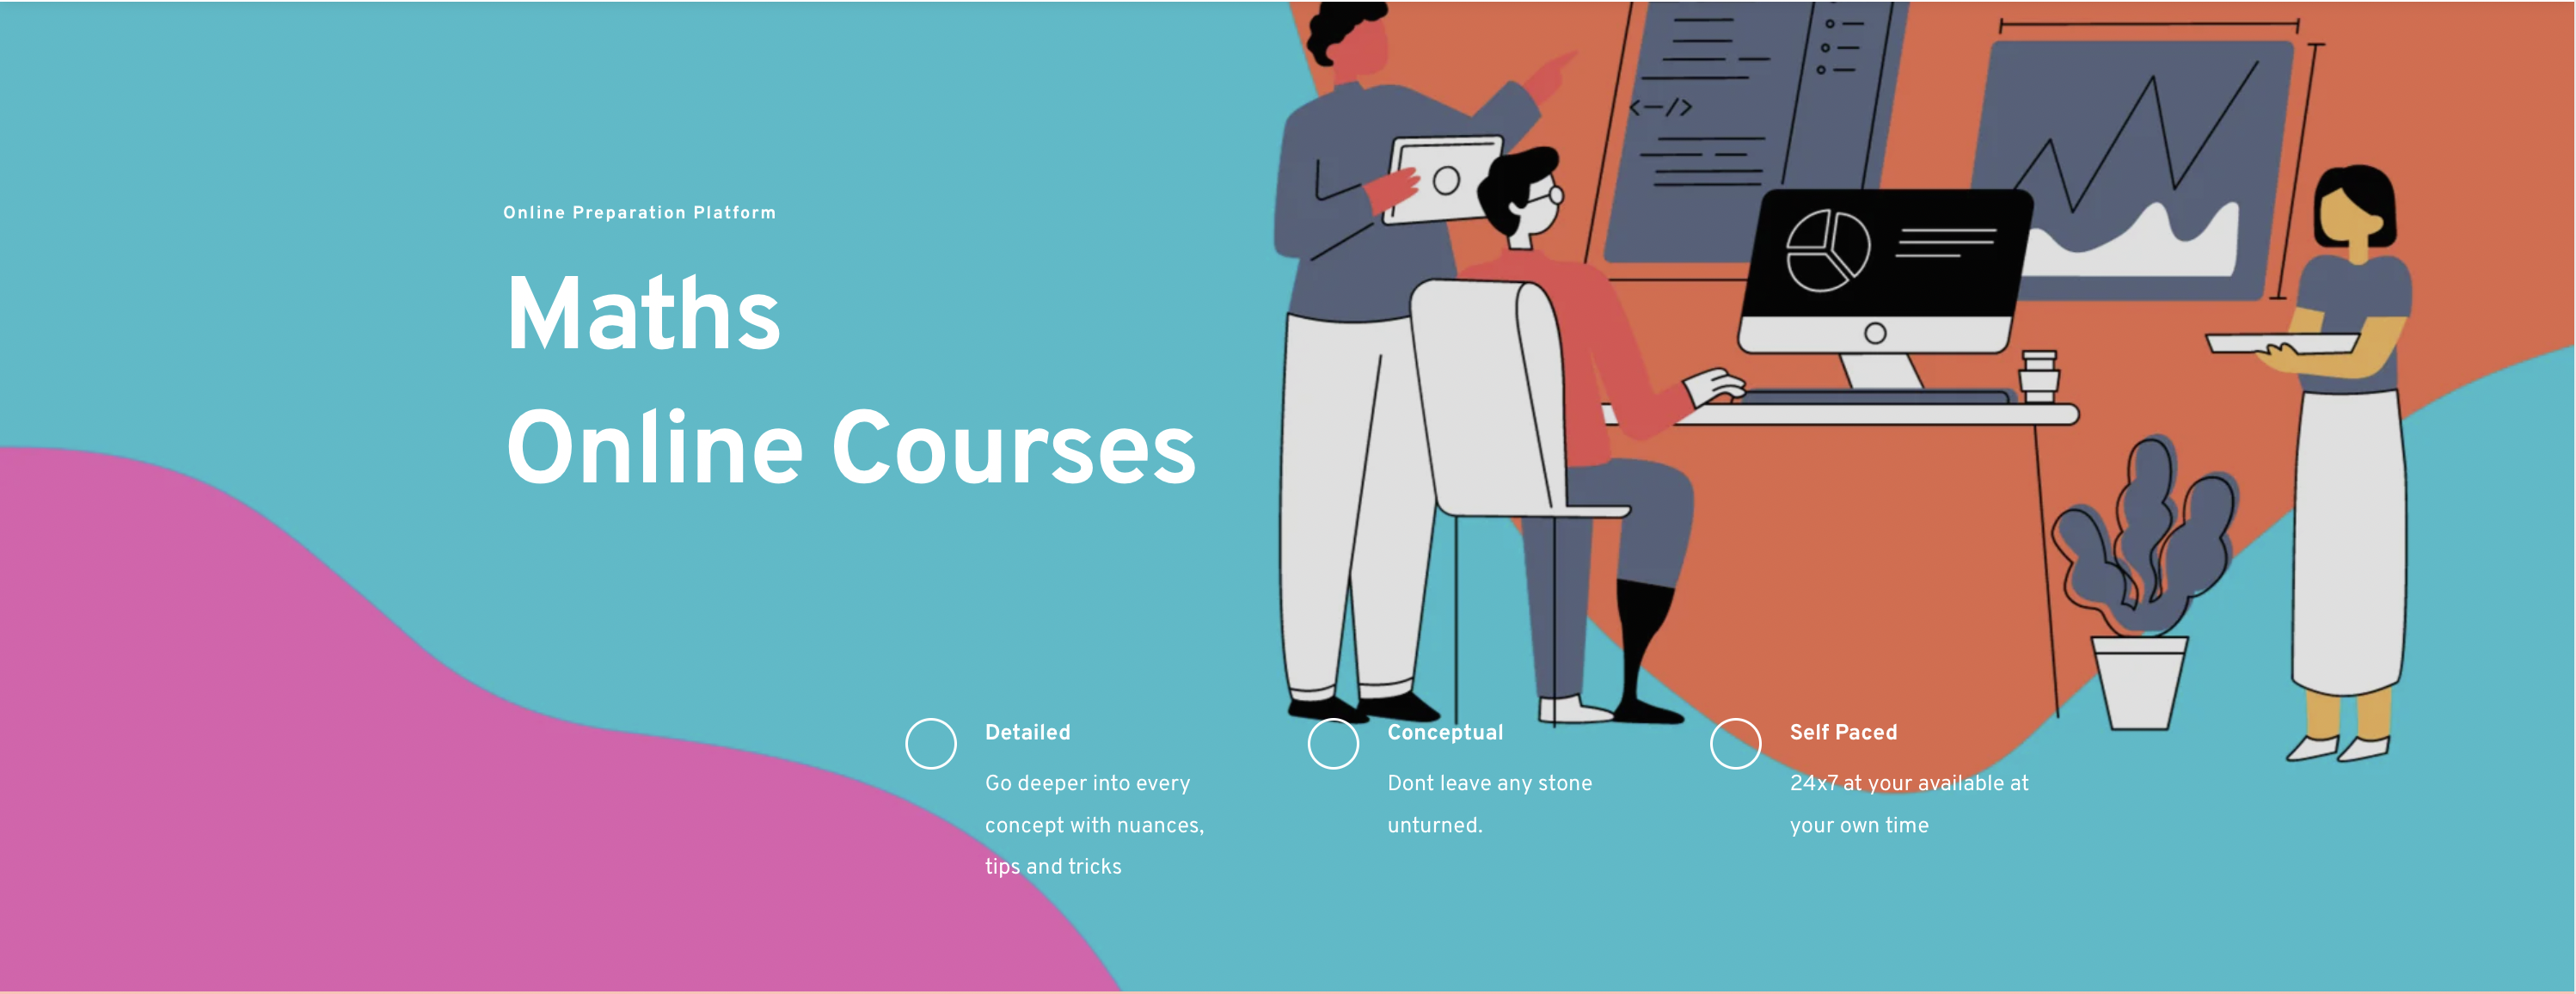 Online Preparation Platform
Maths
Online Courses
<-/>
Detailed
Go deeper into every
concept with nuances,
tips and tricks
Conceptual
Dont leave any stone
unturned.
Self Paced
24x7 at your available at
your own time